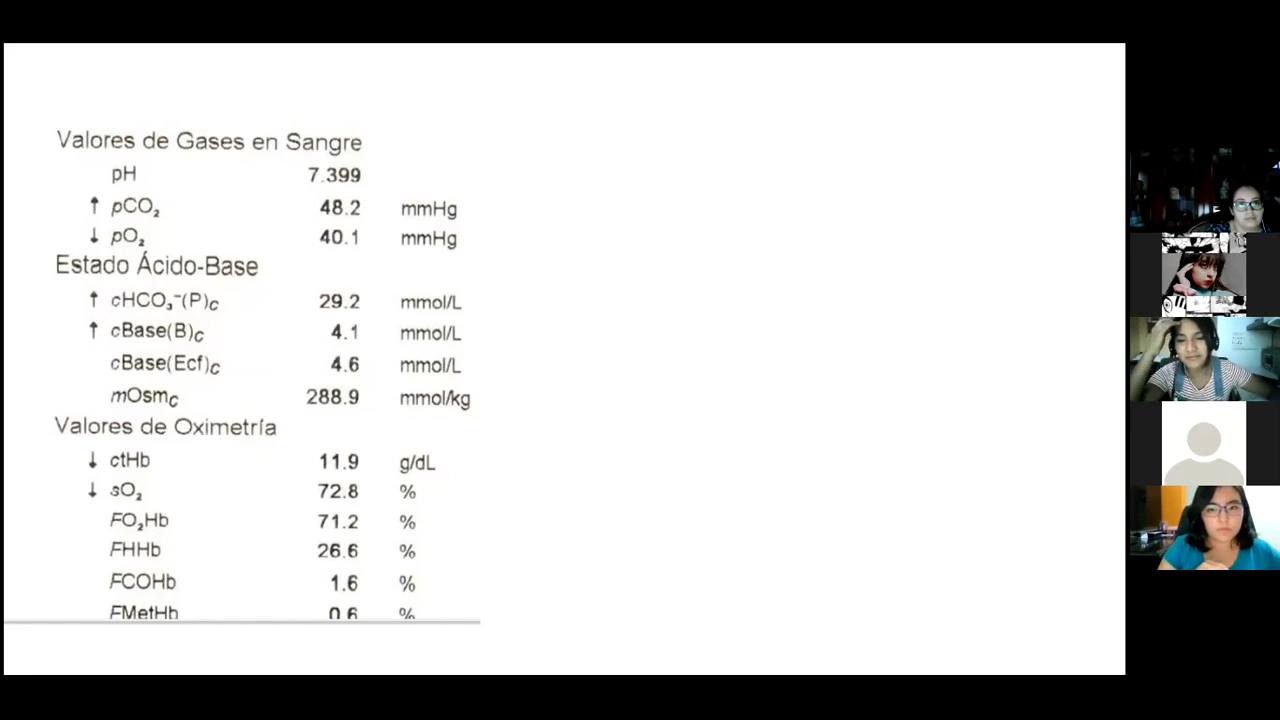 Valores de Gases en Sangre
pH 7.399
↑ pCO₂ 48.2 mmHg
↓ pO₂ 40.1 mmHg
Estado Ácido-Base
↑ cHCO₃⁻(P)c 29.2 mmol/L
↑ cBase(B)c 4.1 mmol/L
cBase(Ecf)c 4.6 mmol/L
mOsmc 288.9 mmol/kg
Valores de Oximetría
↓ ctHb 11.9 g/dL
↓ sO₂ 72.8 %
FO₂Hb 71.2 %
FHHb 26.6 %
FCOHb 1.6 %
FMetHb 0.6 %